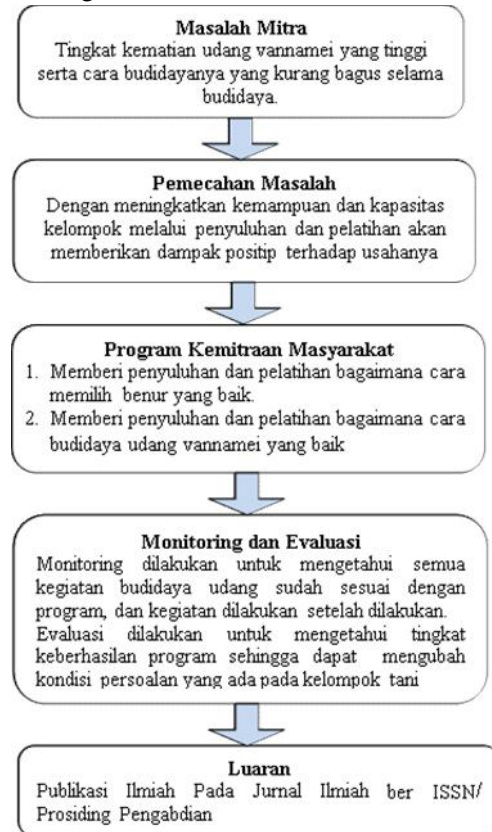 Masalah Mitra
Tingkat kematian udang vannamei yang tinggi
serta cara budidayanya yang kurang bagus selama
budidaya.
Pemecahan Masalah
Dengan meningkatkan kemampuan dan kapasitas
kelompok melalui penyuluhan dan pelatihan akan
memberikan dampak positip terhadap usahanya
Program Kemitraan Masyarakat
1. Memberi penyuluhan dan pelatihan bagaimana cara
memilih benur yang baik.
2. Memberi penyuluhan dan pelatihan bagaimana cara
budidaya udang vannamei yang baik
Monitoring dan Evaluasi
Monitoring dilakukan untuk mengetahui semua
kegiatan budidaya udang sudah sesuai dengan
program, dan kegiatan dilakukan setelah dilakukan.
Evaluasi dilakukan untuk mengetahui tingkat
keberhasilan program sehingga dapat mengubah
kondisi persoalan yang ada pada kelompok tani
Luaran
Publikasi Ilmiah Pada Jurnal Ilmiah ber ISSN/
Prosiding Pengabdian